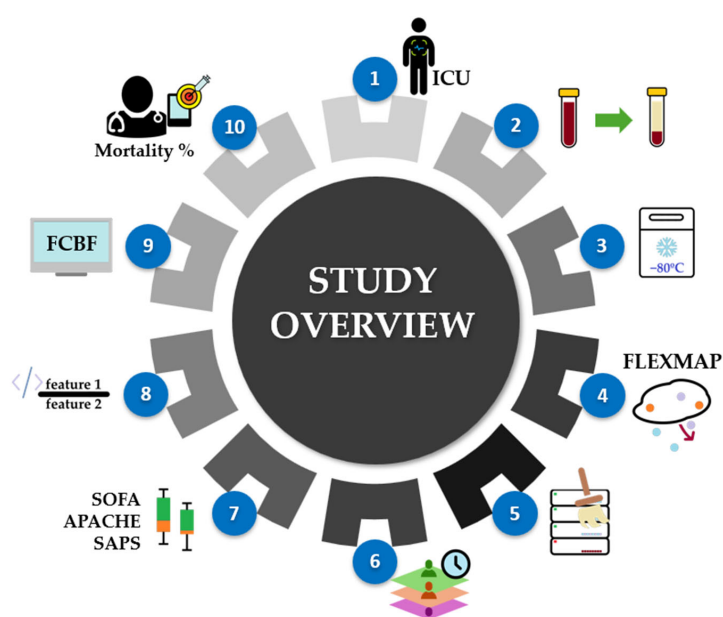 STUDY
OVERVIEW
1
ICU
2
3
−80°C
4
FLEXMAP
5
6
7
SOFA
APACHE
SAPS
8
</> feature 1
feature 2
9
FCBF
10
Mortality %